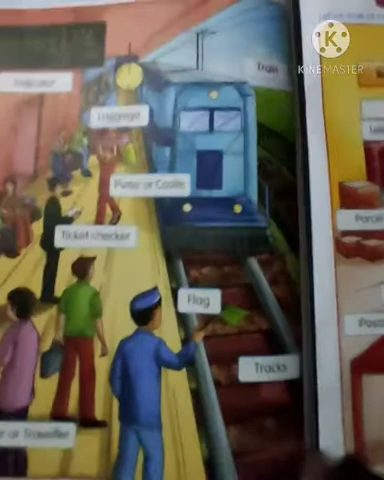 KINEMASTER
Indicator
Train
Luggage
Porter or Coolie
Ticket checker
Flag
Tracks
or Traveller
Parcel